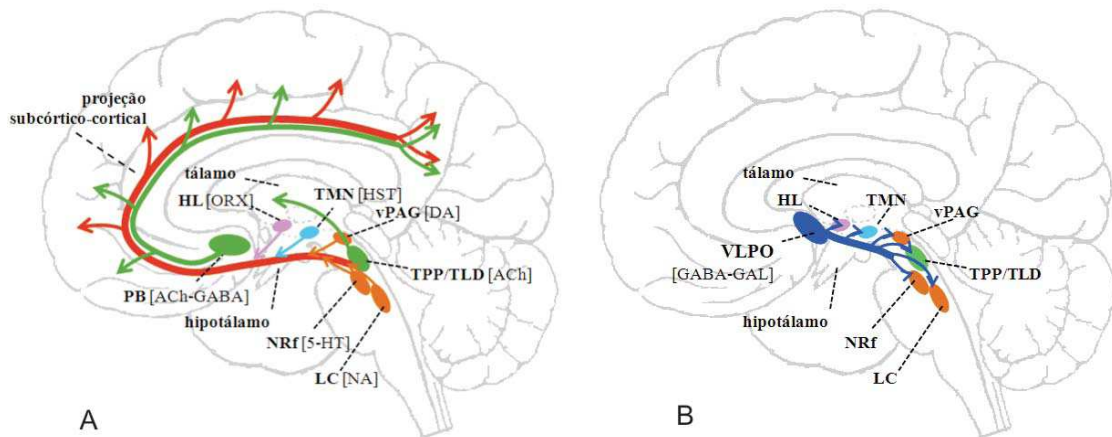 projeção
subcórtico-cortical
tálamo
HL [ORX]
TMN [HST]
vPAG [DA]
TPP/TLD [ACh]
PB [ACh-GABA]
hipotálamo
NRf [5-HT]
LC [NA]
A
tálamo
HL
TMN
vPAG
VLPO
[GABA-GAL]
TPP/TLD
hipotálamo
NRf
LC
B